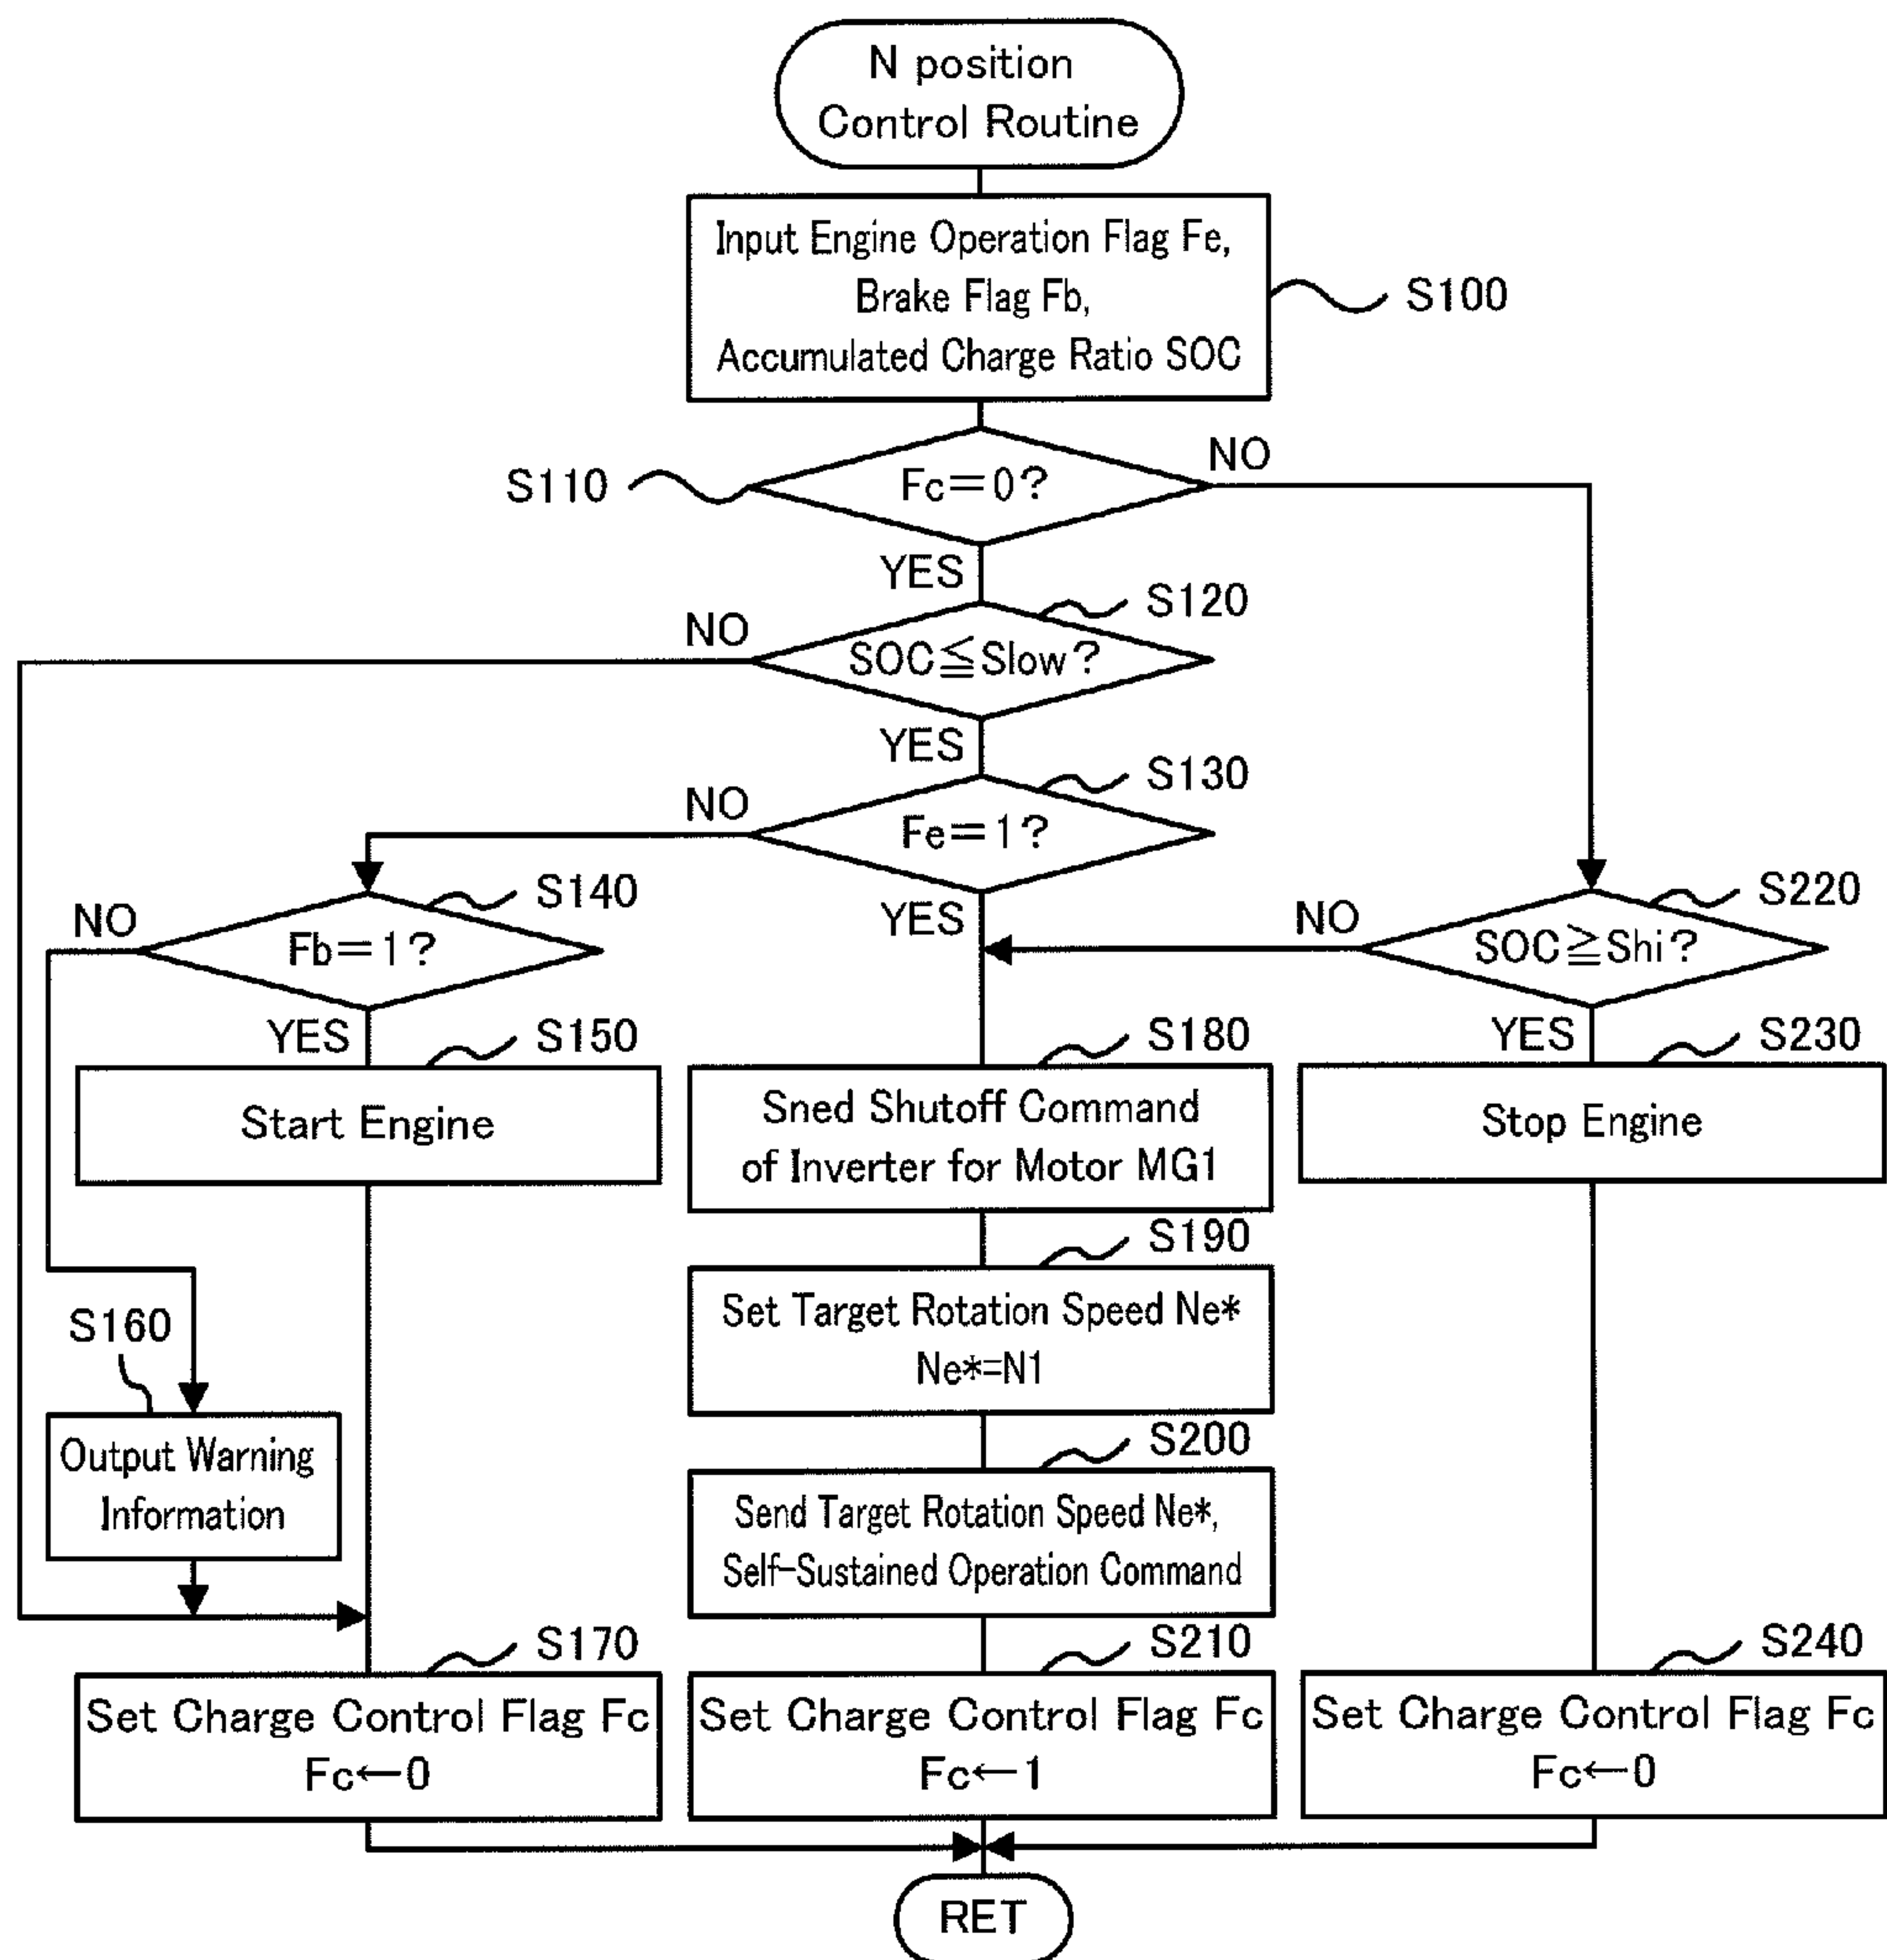 N position
Control Routine
Input Engine Operation Flag Fe,
Brake Flag Fb,
Accumulated Charge Ratio SOC
S100
S110
Fc=0?
NO
YES
S120
NO
SOC≦Slow?
YES
S130
NO
Fe=1?
YES
S140
NO
Fb=1?
YES
S220
NO
SOC≧Shi?
YES
S150
Start Engine
S180
Sned Shutoff Command
of Inverter for Motor MG1
S230
Stop Engine
S190
Set Target Rotation Speed Ne*
Ne*=N1
S160
Output Warning
Information
S200
Send Target Rotation Speed Ne*,
Self-Sustained Operation Command
S170
Set Charge Control Flag Fc
Fc←0
S210
Set Charge Control Flag Fc
Fc←1
S240
Set Charge Control Flag Fc
Fc←0
RET